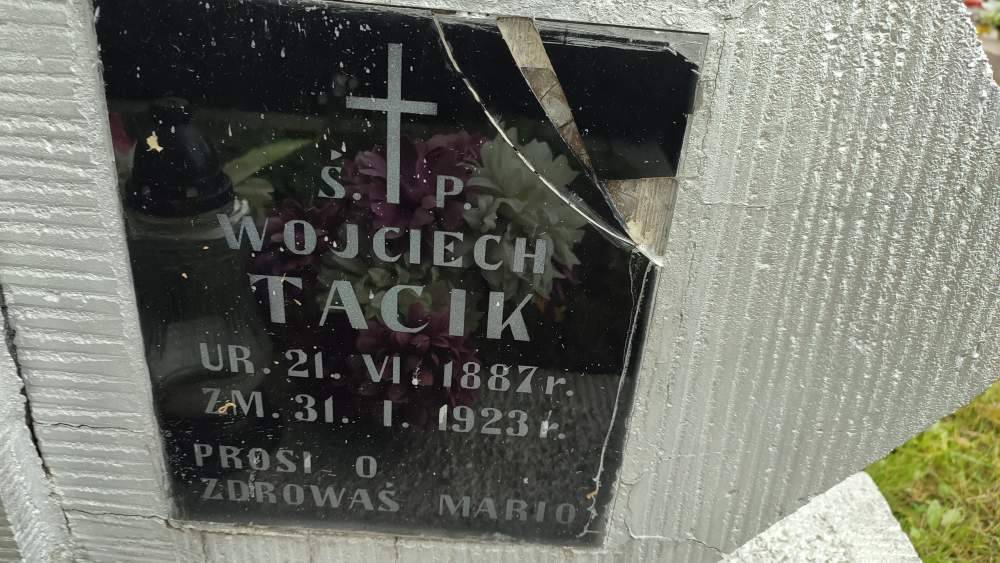 Ś. P.
WOJCIECH
TACIK
UR. 21. VI. 1887 r.
ZM. 31. I. 1923 r.
PROSI O
ZDROWAŚ MARIO